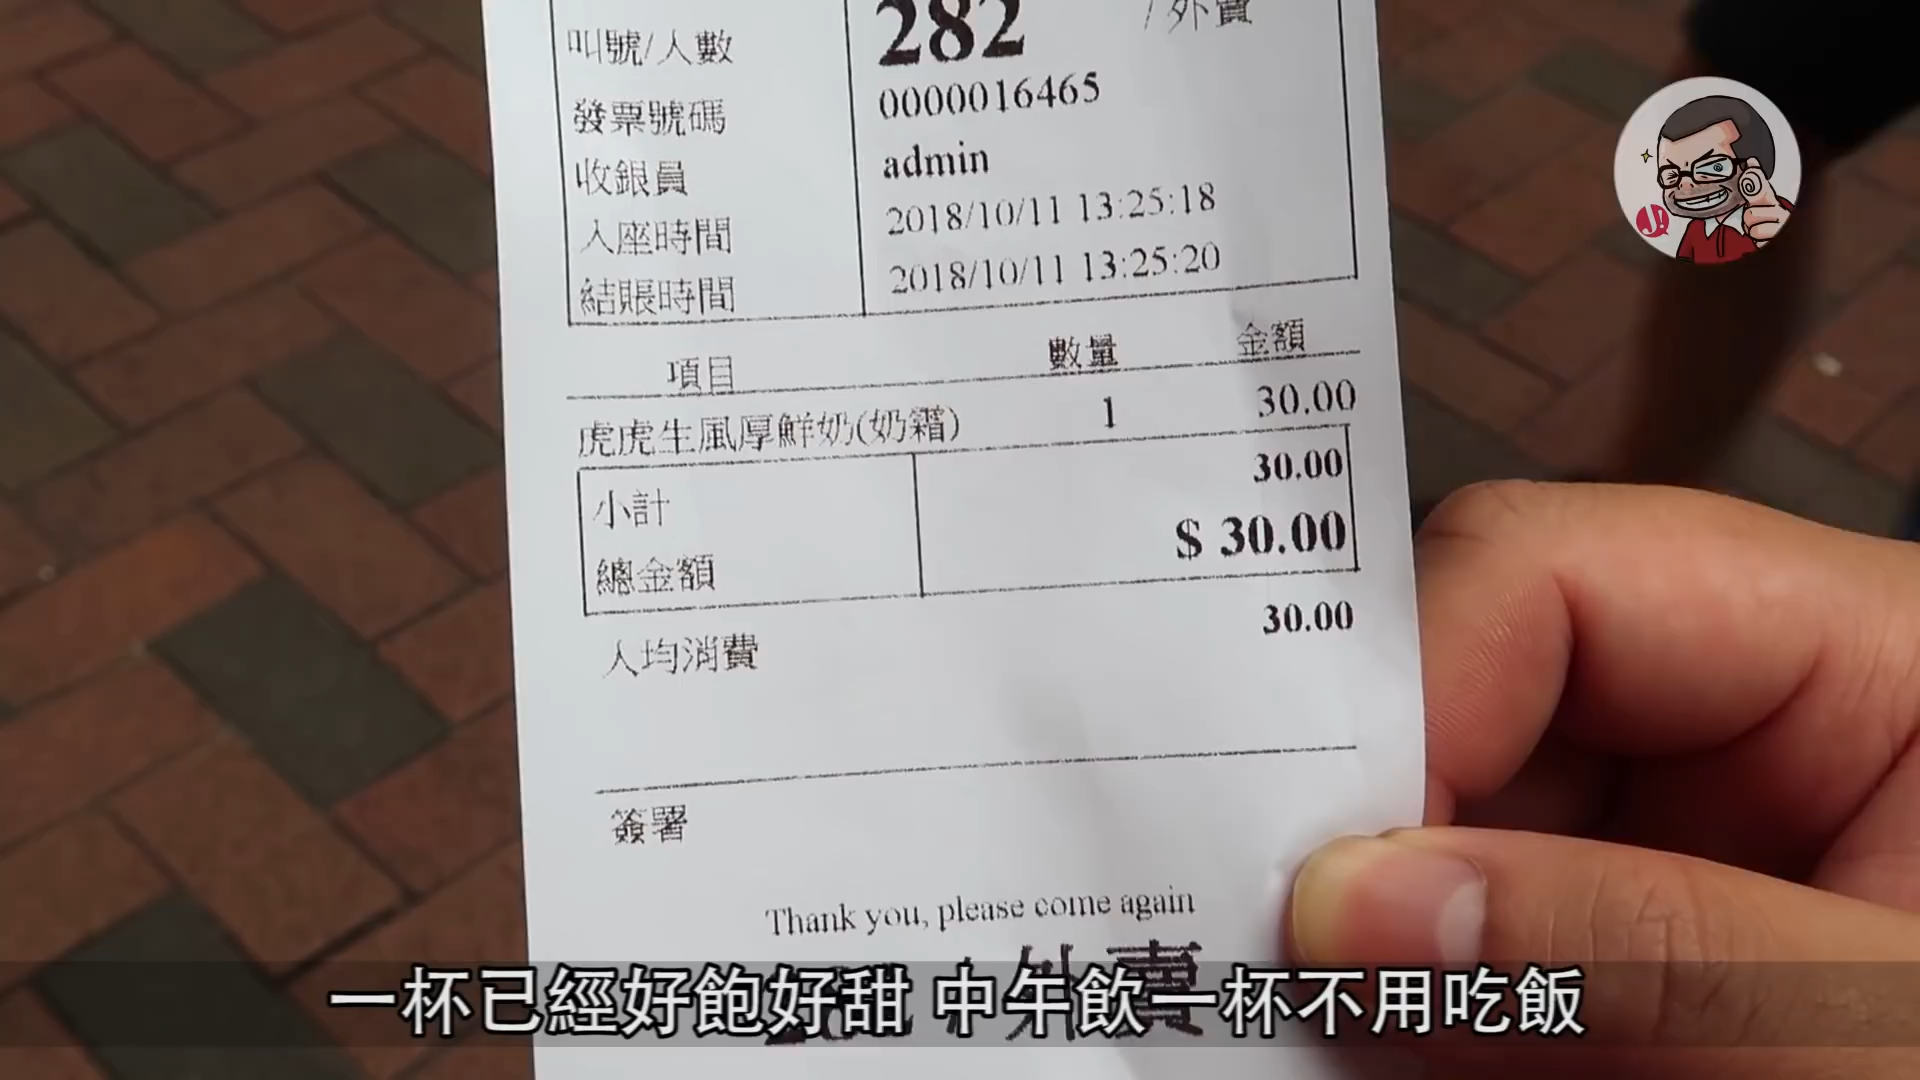 叫號/人數 282 /外賣
發票號碼 0000016465
收銀員 admin
入座時間 2018/10/11 13:25:18
結賬時間 2018/10/11 13:25:20
項目 數量 金額
虎虎生風厚鮮奶(奶霜) 1 30.00
小計 30.00
總金額 $ 30.00
人均消費 30.00
簽署
Thank you, please come again
外賣
一杯已經好飽好甜 中午飲一杯不用吃飯
J!